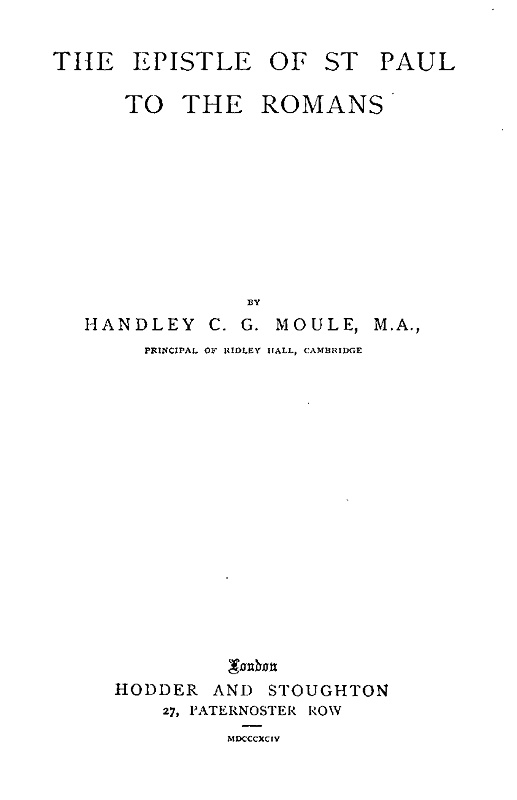 THE EPISTLE OF ST PAUL
TO THE ROMANS
BY
HANDLEY C. G. MOULE, M.A.,
PRINCIPAL OF RIDLEY HALL, CAMBRIDGE
London
HODDER AND STOUGHTON
27, PATERNOSTER ROW
MDCCCXCIV